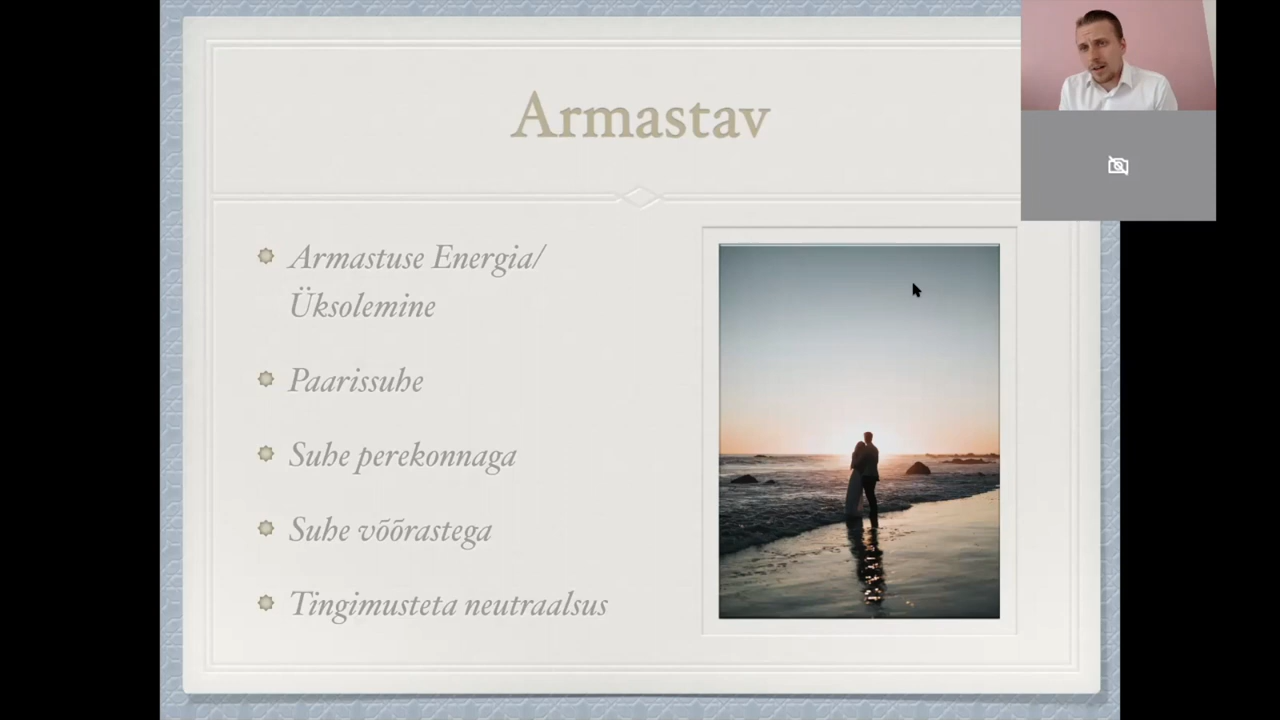 Armastav
Armastuse Energia/
Üksolemine
Paarissuhe
Suhe perekonnaga
Suhe võõrastega
Tingimusteta neutraalsus